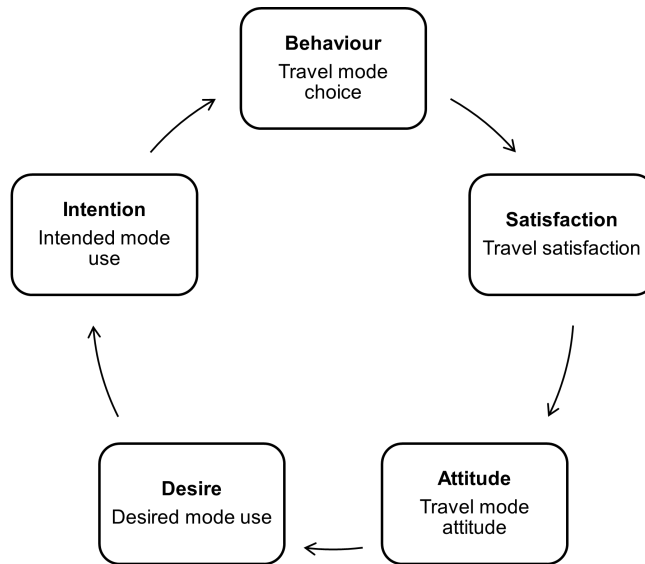 Behaviour
Travel mode
choice
Satisfaction
Travel satisfaction
Attitude
Travel mode
attitude
Desire
Desired mode use
Intention
Intended mode
use